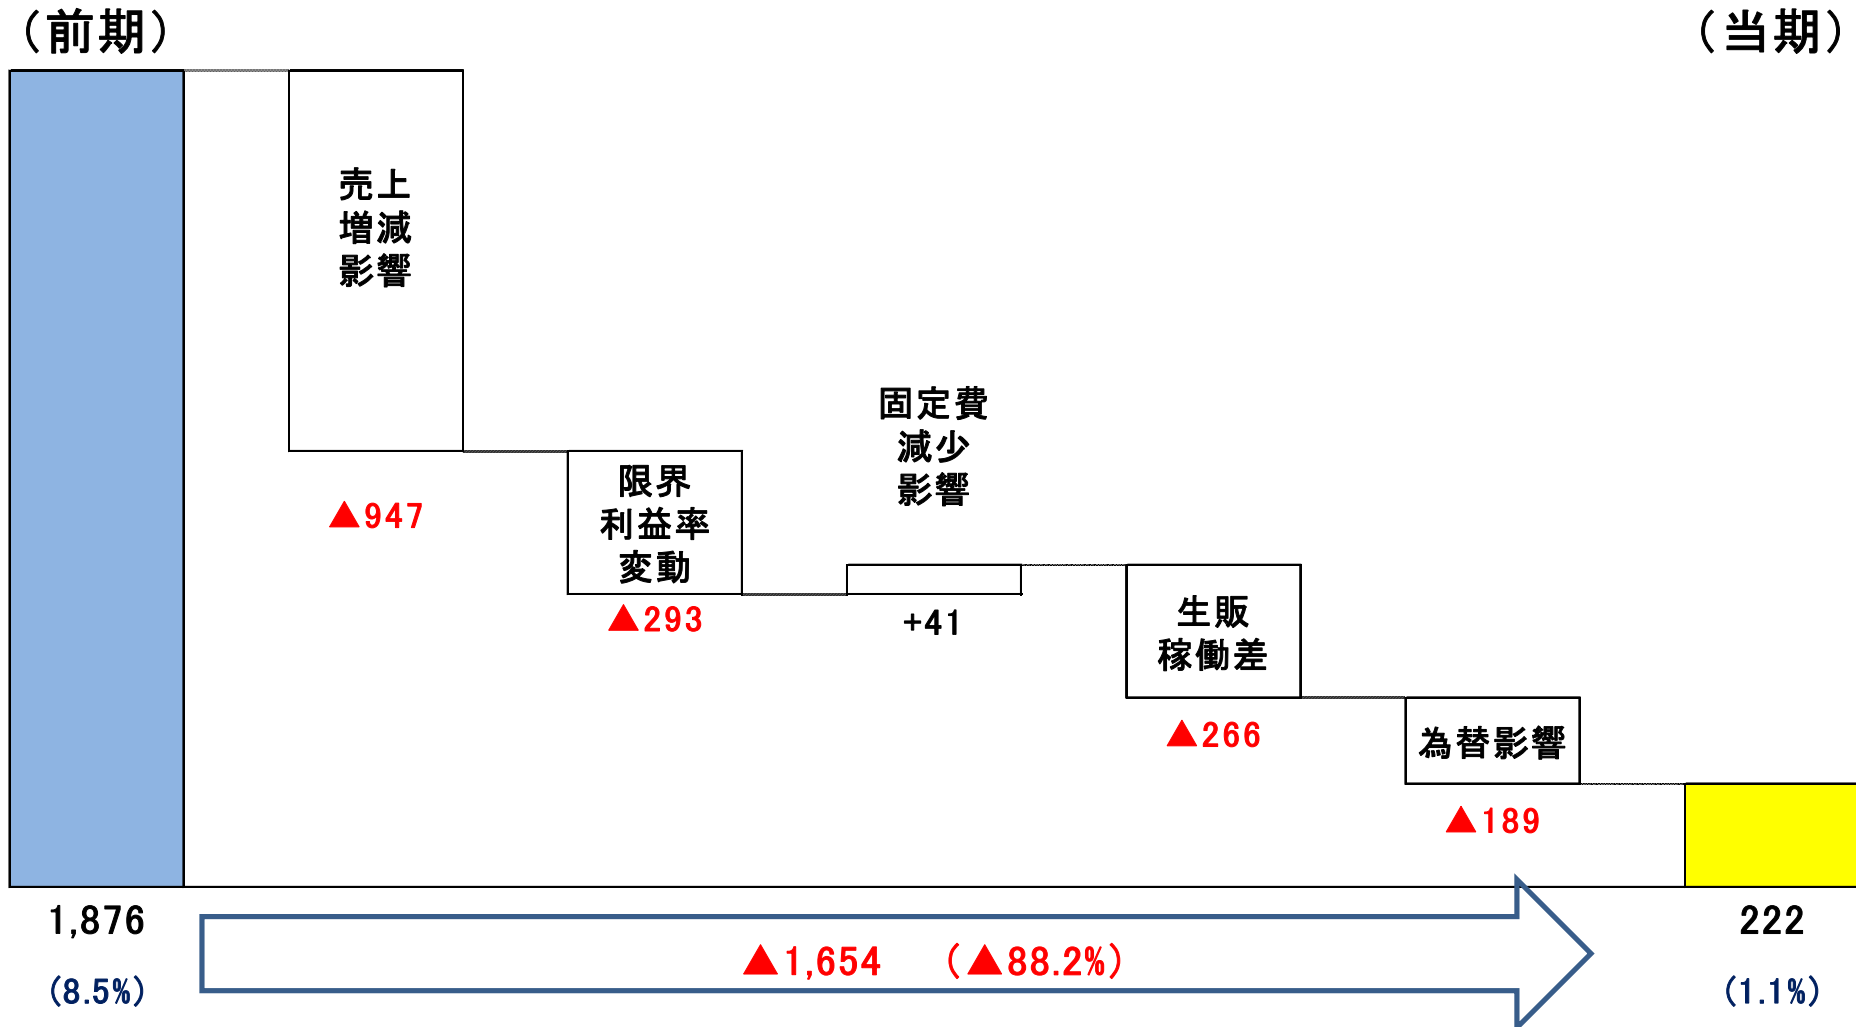 （前期）
（当期）
売上
増減
影響
▲947
限界
利益率
変動
▲293
固定費
減少
影響
+41
生販
稼働差
▲266
為替影響
▲189
1,876
(8.5%)
▲1,654 （▲88.2%）
222
(1.1%)